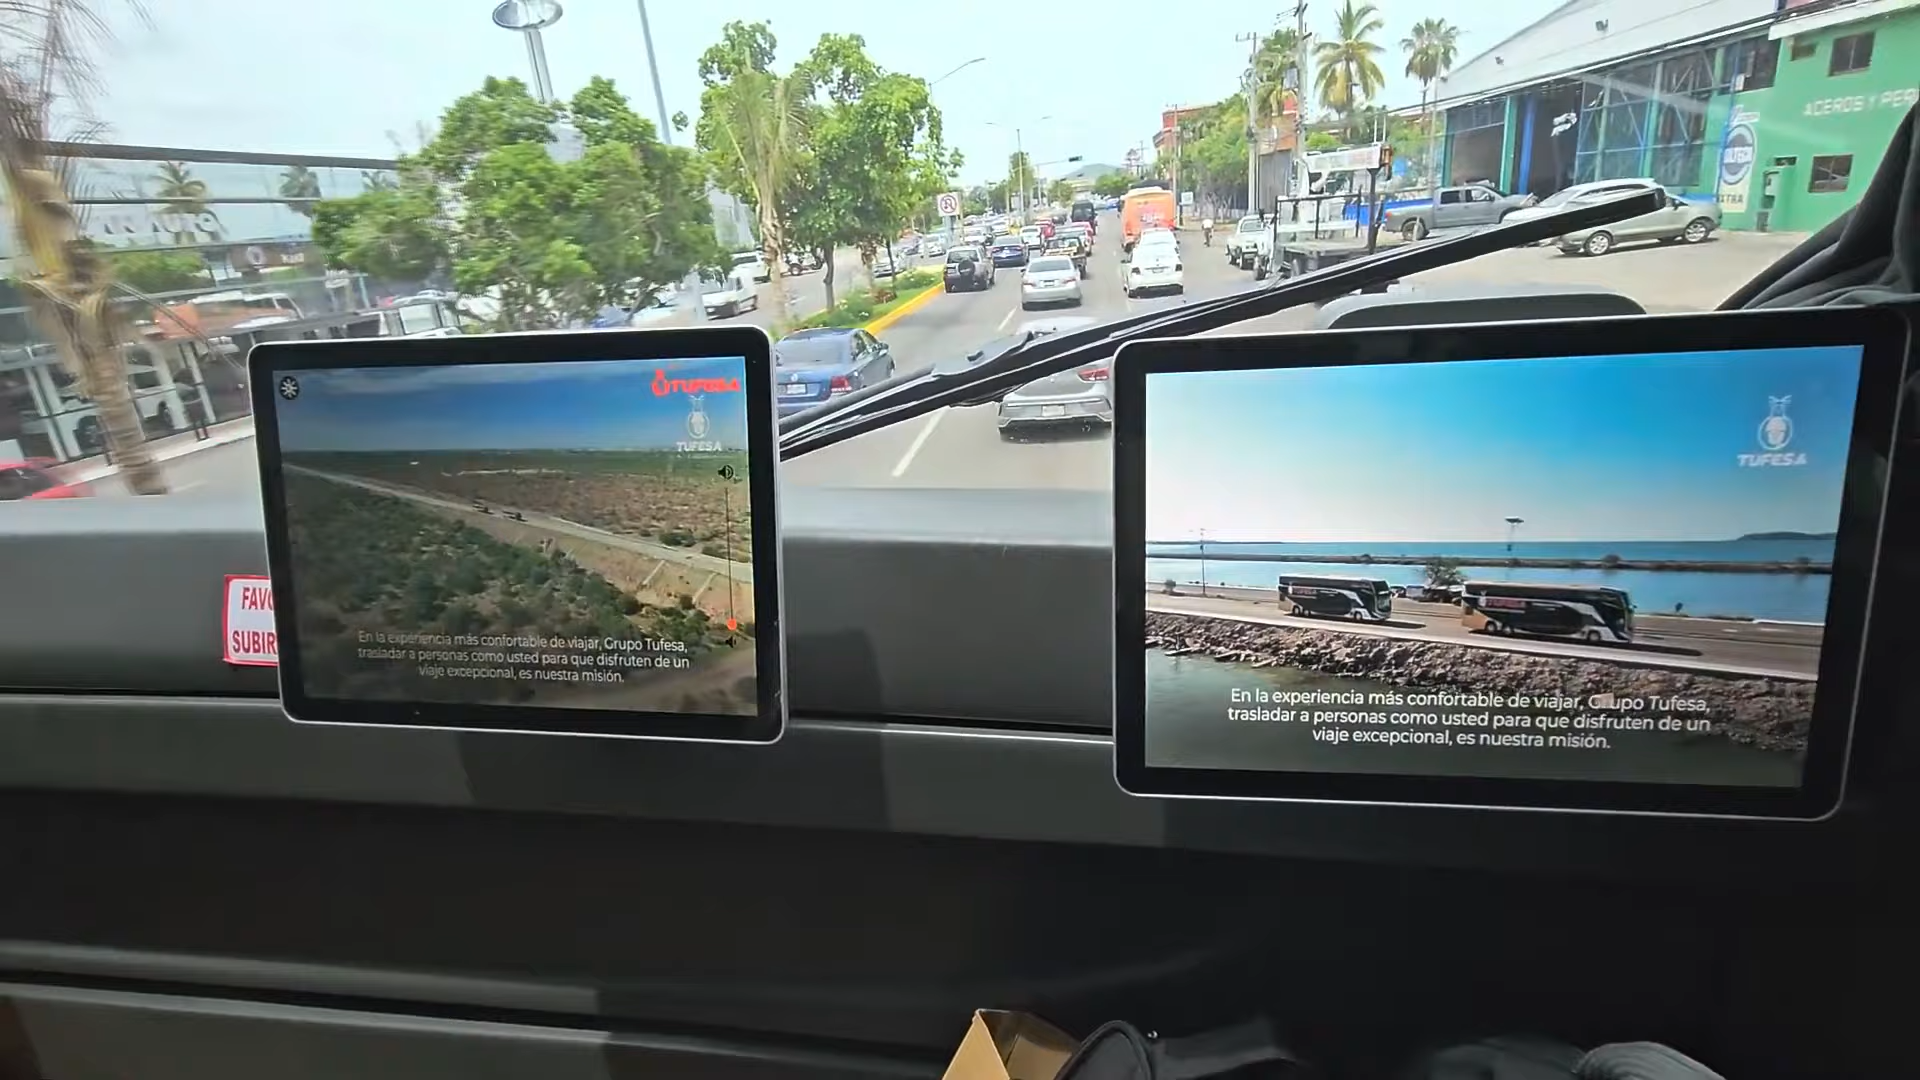 ACEROS Y
TUFESA
TUFESA
TUFESA
SUBIR
En la experiencia más confortable de viajar, Grupo Tufesa,
trasladar a personas como usted para que disfruten de un
viaje excepcional, es nuestra misión.
En la experiencia más confortable de viajar, Grupo Tufesa,
trasladar a personas como usted para que disfruten de un
viaje excepcional, es nuestra misión.